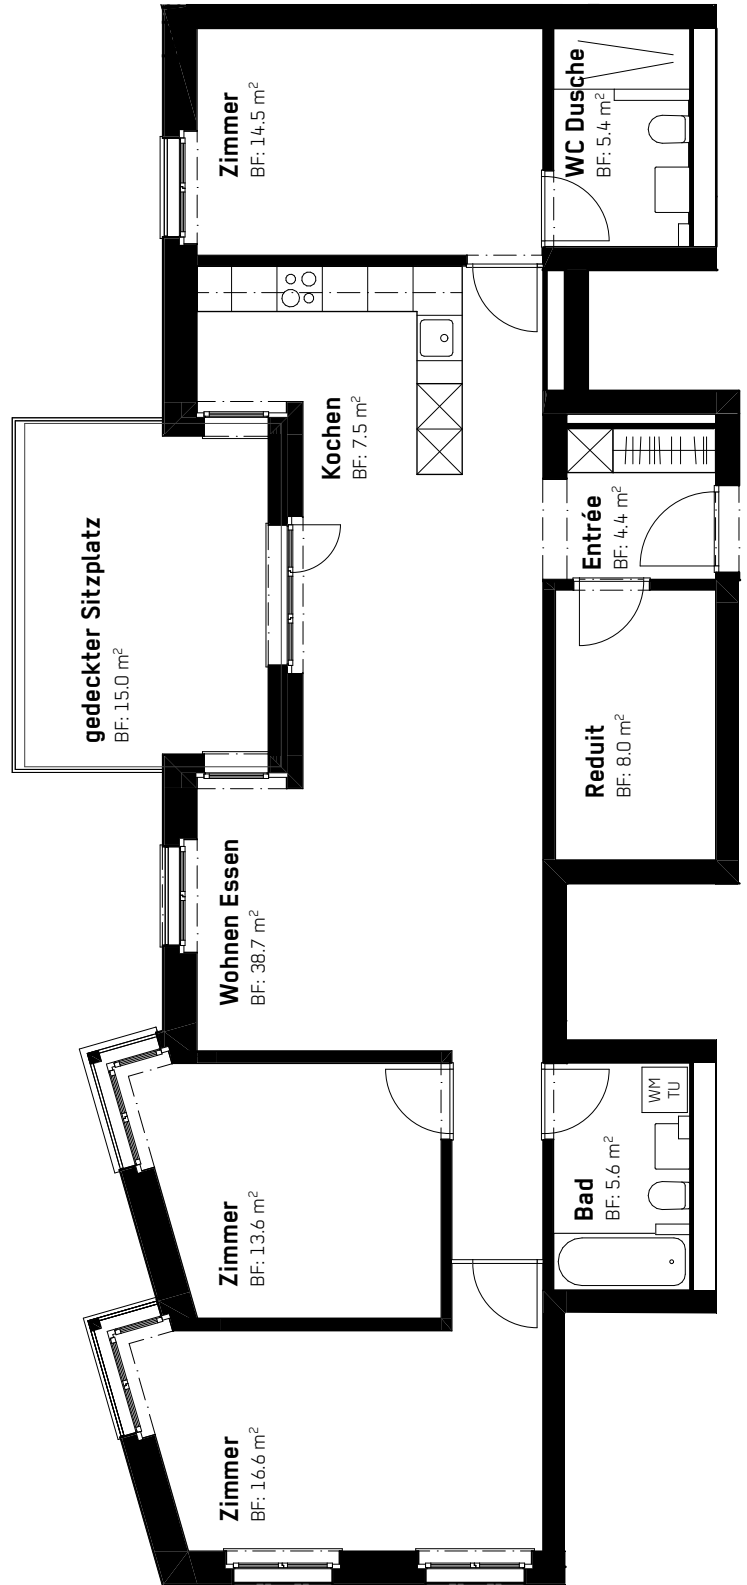 Zimmer
BF: 14.5 m²
WC Dusche
BF: 5.4 m²
Kochen
BF: 7.5 m²
Entrée
BF: 4.4 m²
gedeckter Sitzplatz
BF: 15.0 m²
Reduit
BF: 8.0 m²
Wohnen Essen
BF: 38.7 m²
Zimmer
BF: 13.6 m²
Bad
BF: 5.6 m²
WM
TU
Zimmer
BF: 16.6 m²